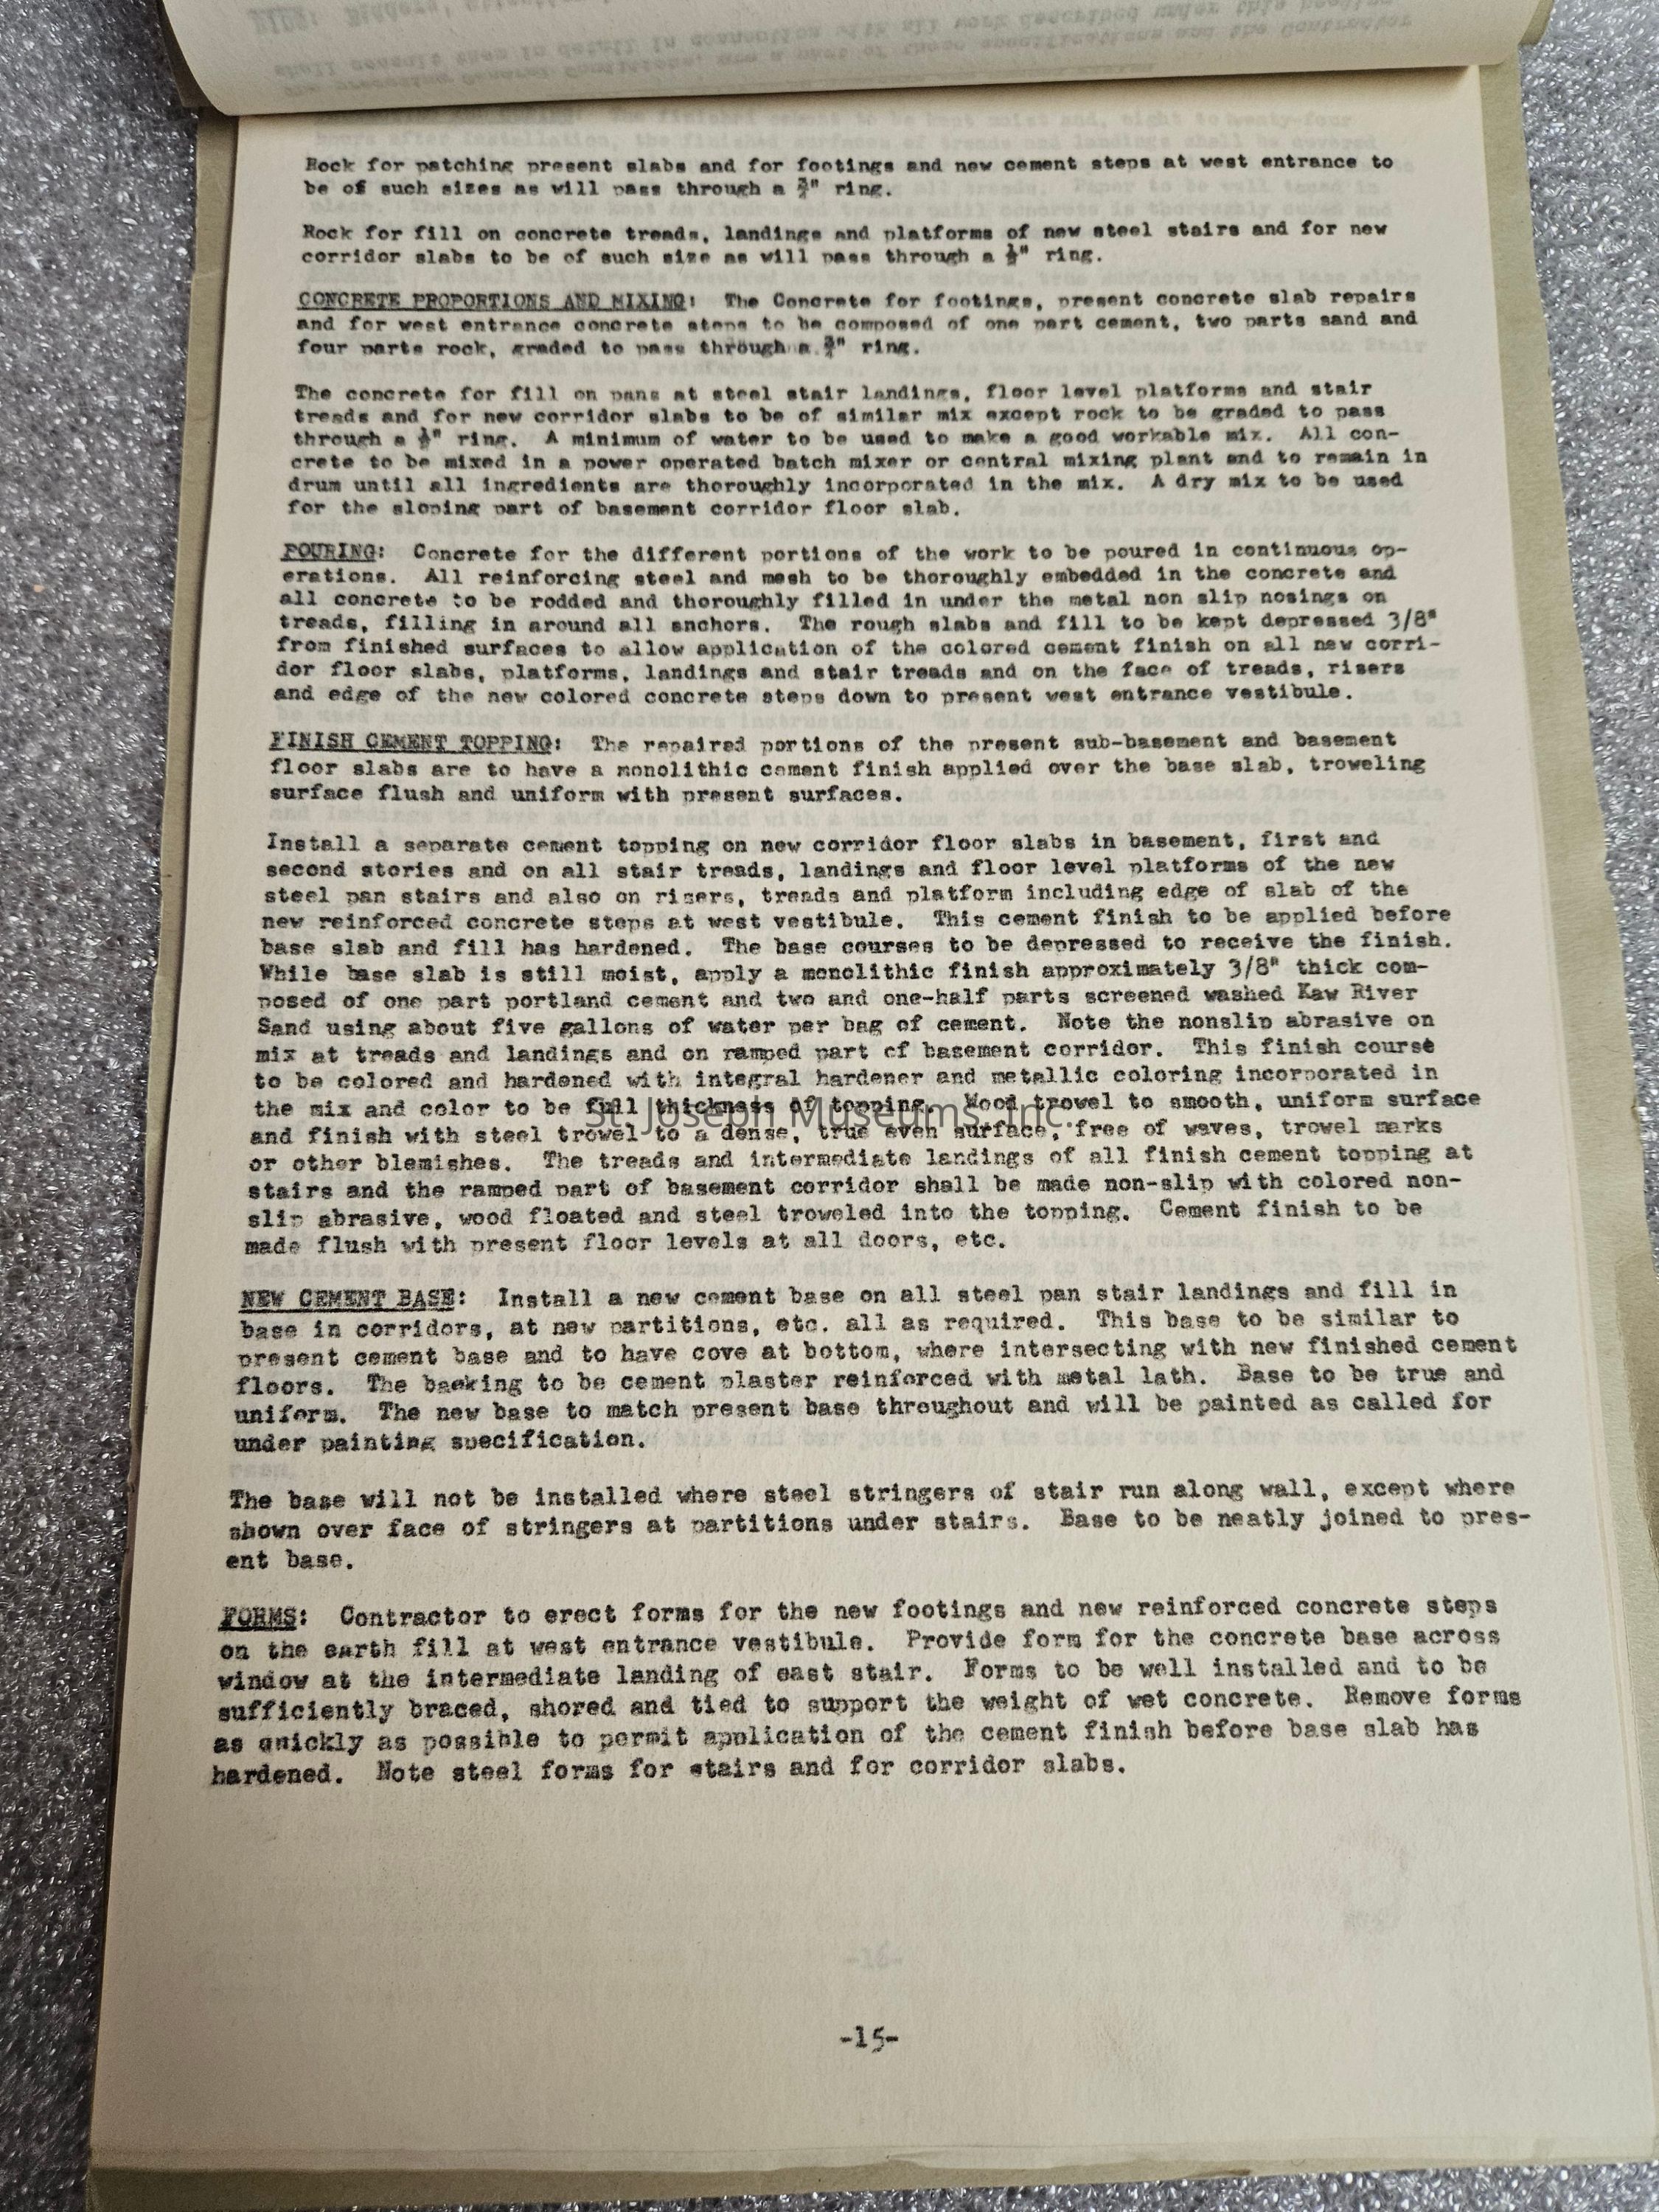 Rock for patching present slabs and for footings and new cement steps at west entrance to
be of such sizes as will pass through a ¾" ring.
Rock for fill on concrete treads, landings and platforms of new steel stairs and for new
corridor slabs to be of such size as will pass through a ½" ring.
CONCRETE PROPORTIONS AND MIXING: The Concrete for footings, present concrete slab repairs
and for west entrance concrete steps to be composed of one part cement, two parts sand and
four parts rock, graded to pass through a ¾" ring.
The concrete for fill on pans at steel stair landings, floor level platforms and stair
treads and for new corridor slabs to be of similar mix except rock to be graded to pass
through a ½" ring. A minimum of water to be used to make a good workable mix. All con-
crete to be mixed in a power operated batch mixer or central mixing plant and to remain in
drum until all ingredients are thoroughly incorporated in the mix. A dry mix to be used
for the sloping part of basement corridor floor slab.
POURING: Concrete for the different portions of the work to be poured in continuous op-
erations. All reinforcing steel and mesh to be thoroughly embedded in the concrete and
all concrete to be rodded and thoroughly filled in under the metal non slip nosings on
treads, filling in around all anchors. The rough slabs and fill to be kept depressed 3/8"
from finished surfaces to allow application of the colored cement finish on all new corri-
dor floor slabs, platforms, landings and stair treads and on the face of treads, risers
and edge of the new colored concrete steps down to present west entrance vestibule.
FINISH CEMENT TOPPING: The repaired portions of the present sub-basement and basement
floor slabs are to have a monolithic cement finish applied over the base slab, troweling
surface flush and uniform with present surfaces.
Install a separate cement topping on new corridor floor slabs in basement, first and
second stories and on all stair treads, landings and floor level platforms of the new
steel pan stairs and also on risers, treads and platform including edge of slab of the
new reinforced concrete steps at west vestibule. This cement finish to be applied before
base slab and fill has hardened. The base courses to be depressed to receive the finish.
While base slab is still moist, apply a monolithic finish approximately 3/8" thick com-
posed of one part portland cement and two and one-half parts screened washed Kaw River
Sand using about five gallons of water per bag of cement. Note the nonslip abrasive on
mix at treads and landings and on ramped part of basement corridor. This finish course
to be colored and hardened with integral hardener and metallic coloring incorporated in
the mix and color to be full thickness of topping. Wood trowel to smooth, uniform surface
St. Joseph Museums, Inc.
and finish with steel trowel to a dense, true even surface, free of waves, trowel marks
or other blemishes. The treads and intermediate landings of all finish cement topping at
stairs and the ramped part of basement corridor shall be made non-slip with colored non-
slip abrasive, wood floated and steel troweled into the topping. Cement finish to be
made flush with present floor levels at all doors, etc.
NEW CEMENT BASE: Install a new cement base on all steel pan stair landings and fill in
base in corridors, at new partitions, etc. all as required. This base to be similar to
present cement base and to have cove at bottom, where intersecting with new finished cement
floors. The backing to be cement plaster reinforced with metal lath. Base to be true and
uniform. The new base to match present base throughout and will be painted as called for
under painting specification.
The base will not be installed where steel stringers of stair run along wall, except where
shown over face of stringers at partitions under stairs. Base to be neatly joined to pres-
ent base.
FORMS: Contractor to erect forms for the new footings and new reinforced concrete steps
on the earth fill at west entrance vestibule. Provide form for the concrete base across
window at the intermediate landing of east stair. Forms to be well installed and to be
sufficiently braced, shored and tied to support the weight of wet concrete. Remove forms
as quickly as possible to permit application of the cement finish before base slab has
hardened. Note steel forms for stairs and for corridor slabs.
-16-
-15-